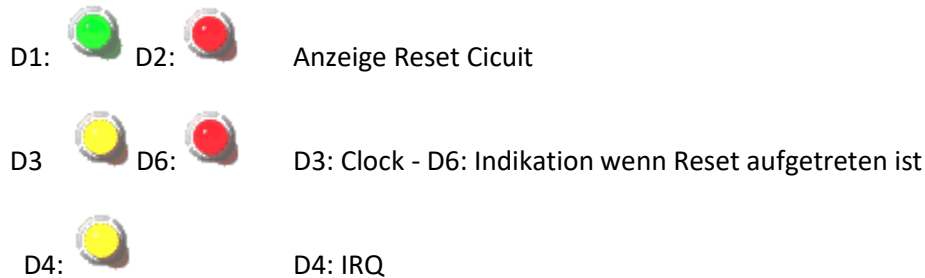 D1: D2: Anzeige Reset Cicuit
D3 D6: D3: Clock - D6: Indikation wenn Reset aufgetreten ist
D4: D4: IRQ